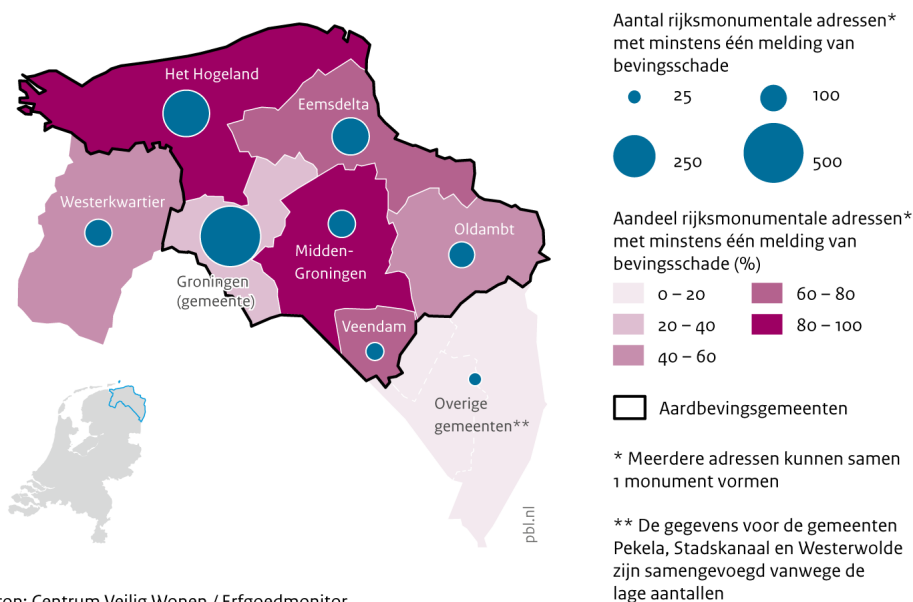 Het Hogeland
Eemsdelta
Westerkwartier
Oldambt
Midden-
Groningen
Groningen
(gemeente)
Veendam
Overige
gemeenten**
pbl.nl
Aantal rijksmonumentale adressen*
met minstens één melding van
bevingsschade
25
100
250
500
Aandeel rijksmonumentale adressen*
met minstens één melding van
bevingsschade (%)
0 – 20
60 – 80
20 – 40
80 – 100
40 – 60
Aardbevingsgemeenten
* Meerdere adressen kunnen samen
1 monument vormen
** De gegevens voor de gemeenten
Pekela, Stadskanaal en Westerwolde
zijn samengevoegd vanwege de
lage aantallen
Centrum Veilig Wonen / Erfgoedmonitor